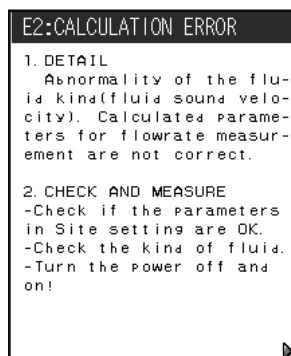 E2:CALCULATION ERROR
1. DETAIL
Abnormality of the flu-
id kind(fluid sound velo-
city). Calculated parame-
ters for flowrate measur-
ement are not correct.
2. CHECK AND MEASURE
-Check if the parameters
in Site setting are OK.
-Check the kind of fluid.
-Turn the power off and
on!